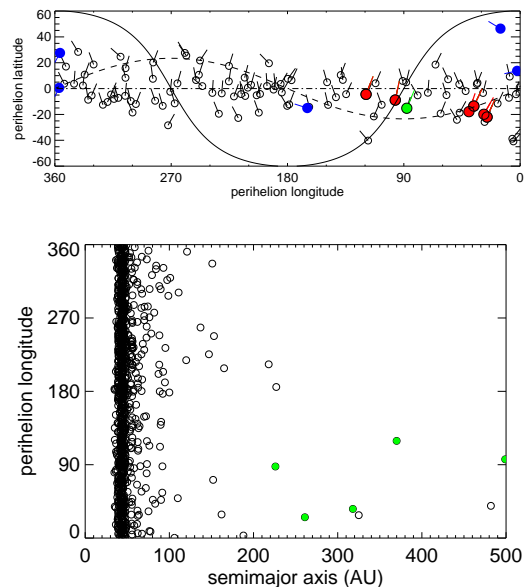 60
40
20
0
-20
-40
-60
perihelion latitude
360 270 180 90 0
perihelion longitude
360
270
180
90
0
perihelion longitude
0 100 200 300 400 500
semimajor axis (AU)